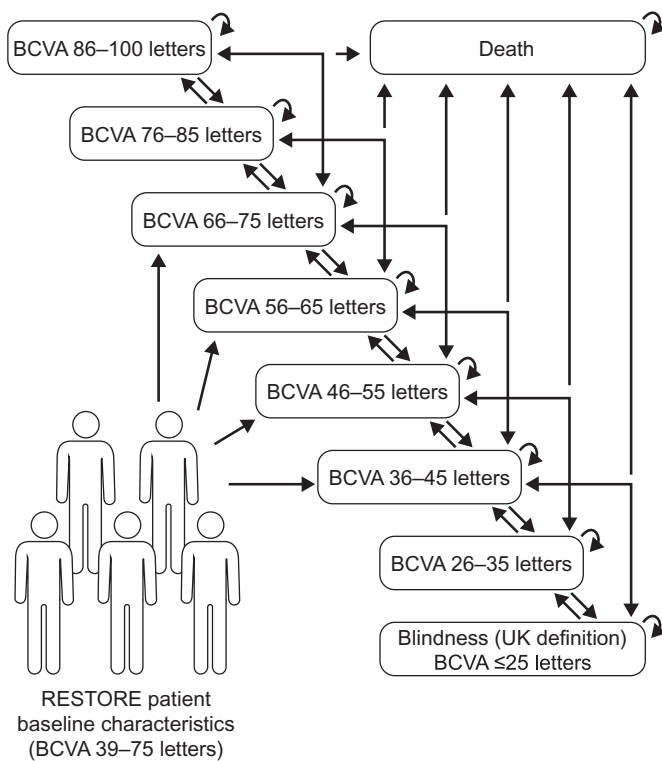 BCVA 86–100 letters
Death
BCVA 76–85 letters
BCVA 66–75 letters
BCVA 56–65 letters
BCVA 46–55 letters
BCVA 36–45 letters
BCVA 26–35 letters
Blindness (UK definition)
BCVA ≤25 letters
RESTORE patient
baseline characteristics
(BCVA 39–75 letters)